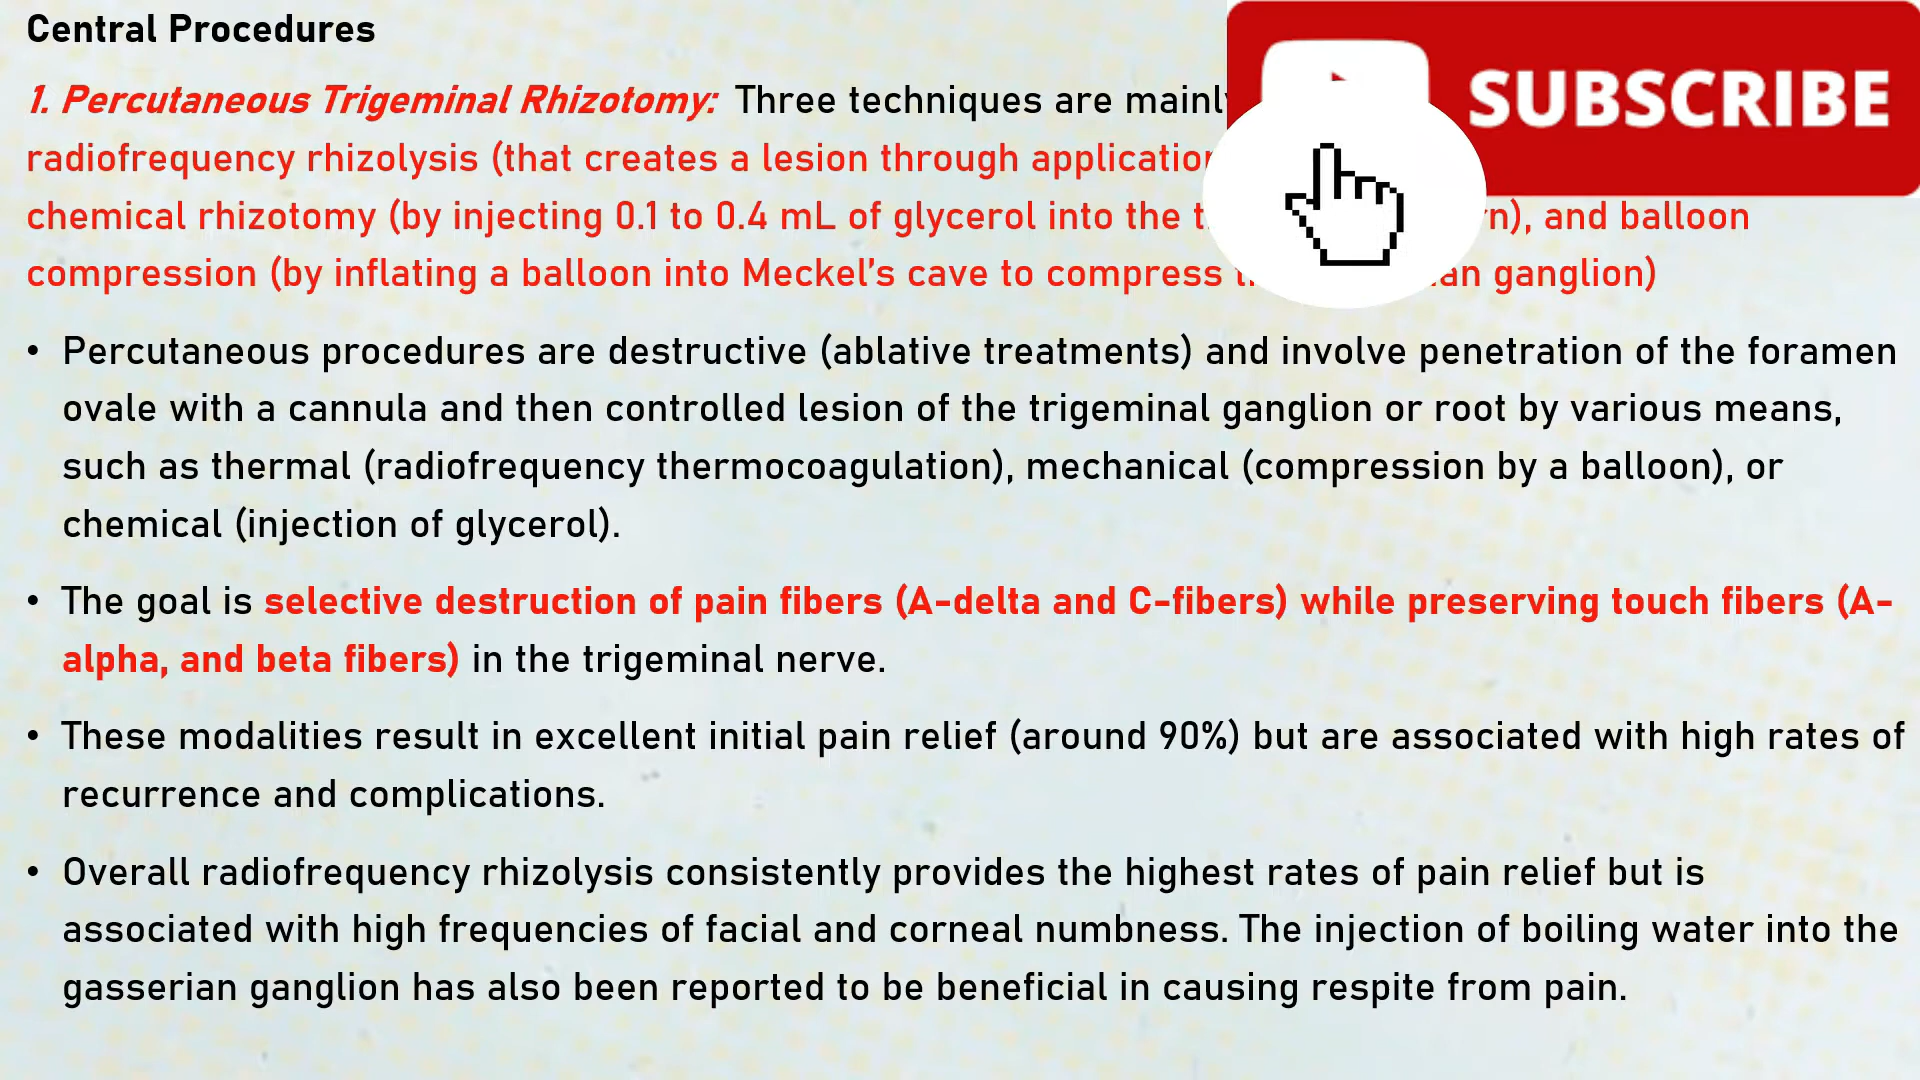 Central Procedures
SUBSCRIBE
1. Percutaneous Trigeminal Rhizotomy: Three techniques are mainly
radiofrequency rhizolysis (that creates a lesion through application
chemical rhizotomy (by injecting 0.1 to 0.4 mL of glycerol into the and balloon
compression (by inflating a balloon into Meckel's cave to compress ganglion)
• Percutaneous procedures are destructive (ablative treatments) and involve penetration of the foramen
ovale with a cannula and then controlled lesion of the trigeminal ganglion or root by various means,
such as thermal (radiofrequency thermocoagulation), mechanical (compression by a balloon), or
chemical (injection of glycerol).
• The goal is selective destruction of pain fibers (A-delta and C-fibers) while preserving touch fibers (A-
alpha, and beta fibers) in the trigeminal nerve.
• These modalities result in excellent initial pain relief (around 90%) but are associated with high rates of
recurrence and complications.
• Overall radiofrequency rhizolysis consistently provides the highest rates of pain relief but is
associated with high frequencies of facial and corneal numbness. The injection of boiling water into the
gasserian ganglion has also been reported to be beneficial in causing respite from pain.